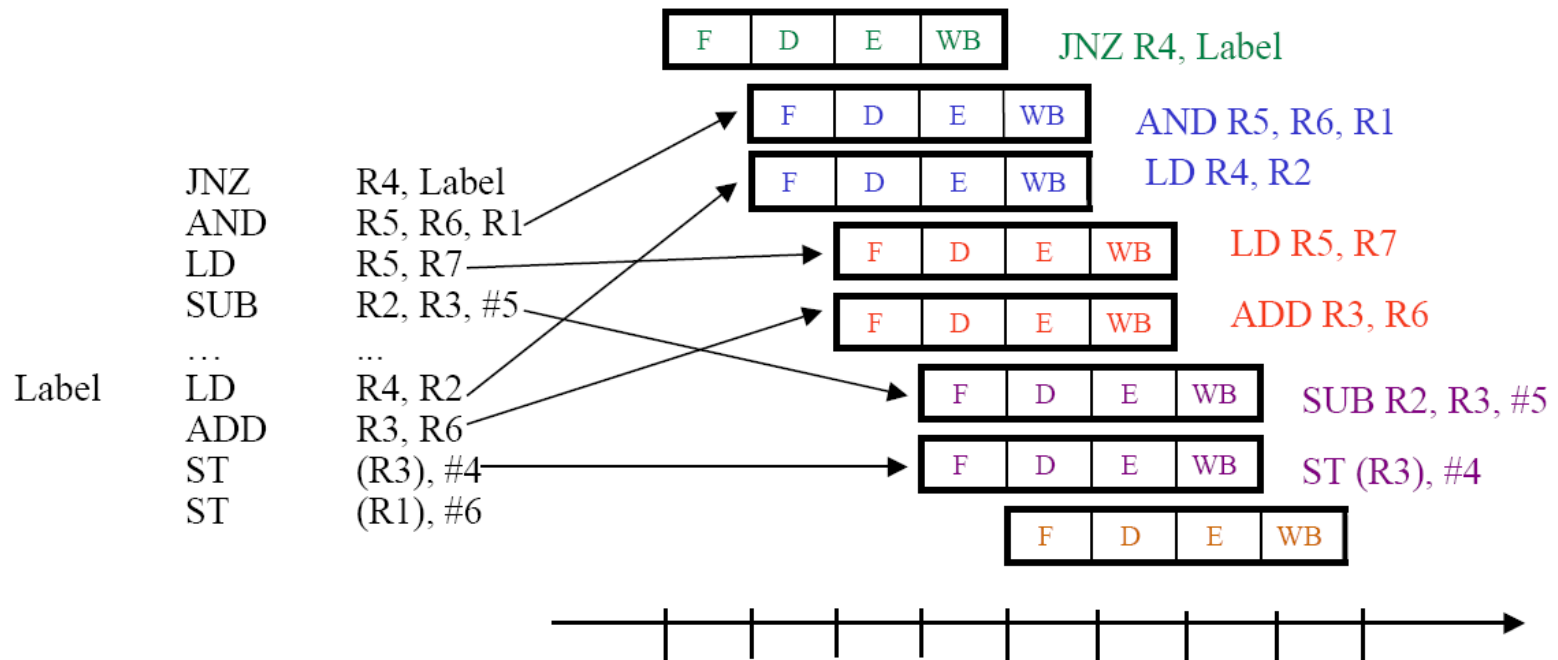 JNZ R4, Label
AND R5, R6, R1
LD R5, R7
SUB R2, R3, #5
… ...
Label LD R4, R2
ADD R3, R6
ST (R3), #4
ST (R1), #6
F D E WB JNZ R4, Label
F D E WB AND R5, R6, R1
F D E WB LD R4, R2
F D E WB LD R5, R7
F D E WB ADD R3, R6
F D E WB SUB R2, R3, #5
F D E WB ST (R3), #4
F D E WB